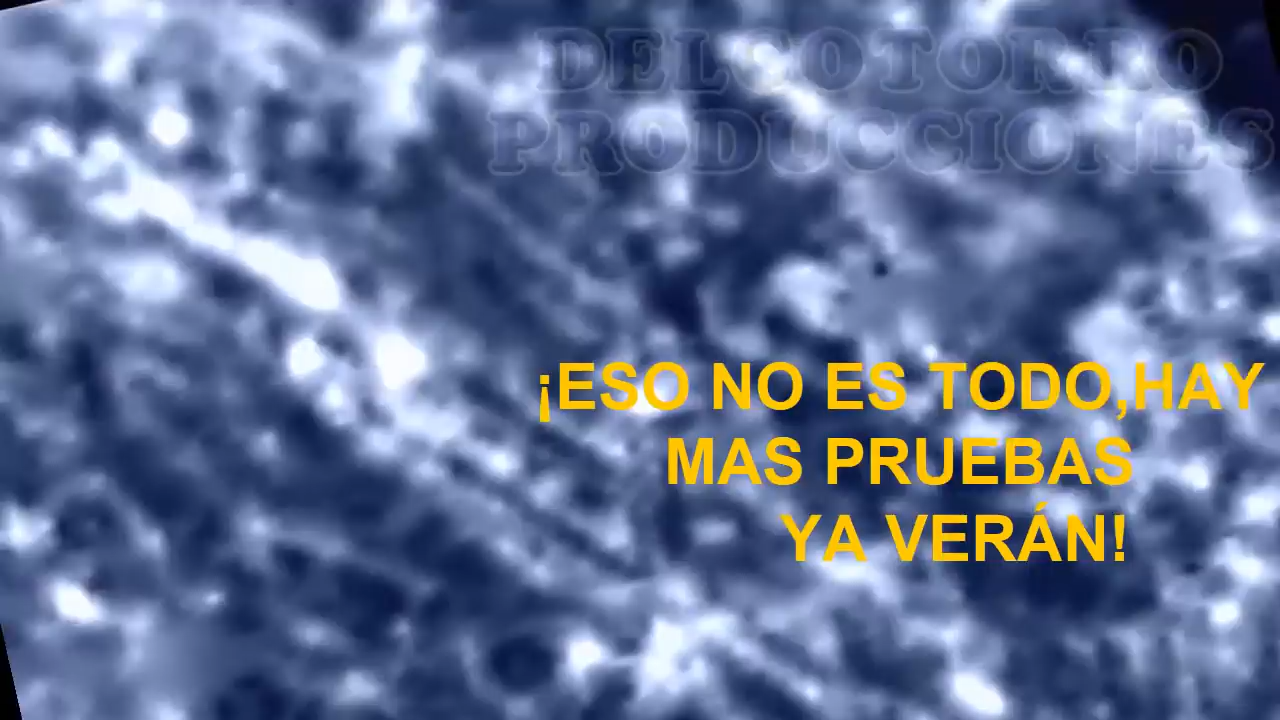 DELCOTORRO
PRODUCCIONES
¡ESO NO ES TODO,HAY
MAS PRUEBAS
YA VERÁN!